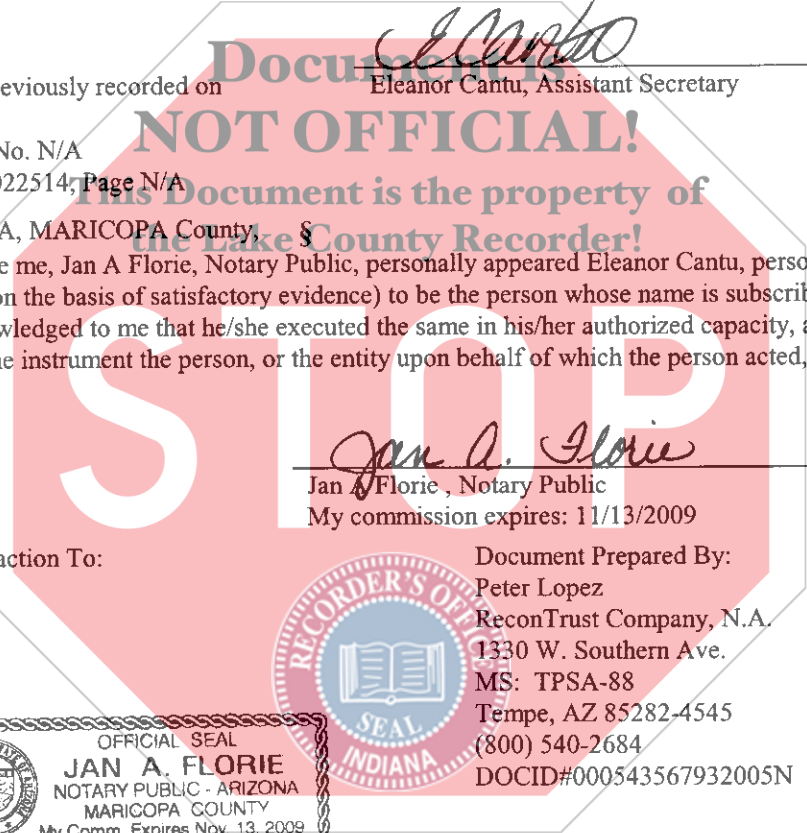 E Cantu
eviously recorded on
Eleanor Cantu, Assistant Secretary
Document is
NOT OFFICIAL!
This Document is the property of
the Lake County Recorder!
No. N/A
022514, Page N/A
A, MARICOPA County, §
e me, Jan A Florie, Notary Public, personally appeared Eleanor Cantu, perso
on the basis of satisfactory evidence) to be the person whose name is subscrib
wledged to me that he/she executed the same in his/her authorized capacity, a
ne instrument the person, or the entity upon behalf of which the person acted,
STOP
Jan A. Florie
Jan A Florie , Notary Public
My commission expires: 11/13/2009
action To:
Document Prepared By:
Peter Lopez
ReconTrust Company, N.A.
1330 W. Southern Ave.
MS: TPSA-88
Tempe, AZ 85282-4545
(800) 540-2684
DOCID#000543567932005N
RECORDER'S OFFICE
SEAL
INDIANA
OFFICIAL SEAL
JAN A. FLORIE
NOTARY PUBLIC - ARIZONA
MARICOPA COUNTY
My Comm. Expires Nov. 13, 2009